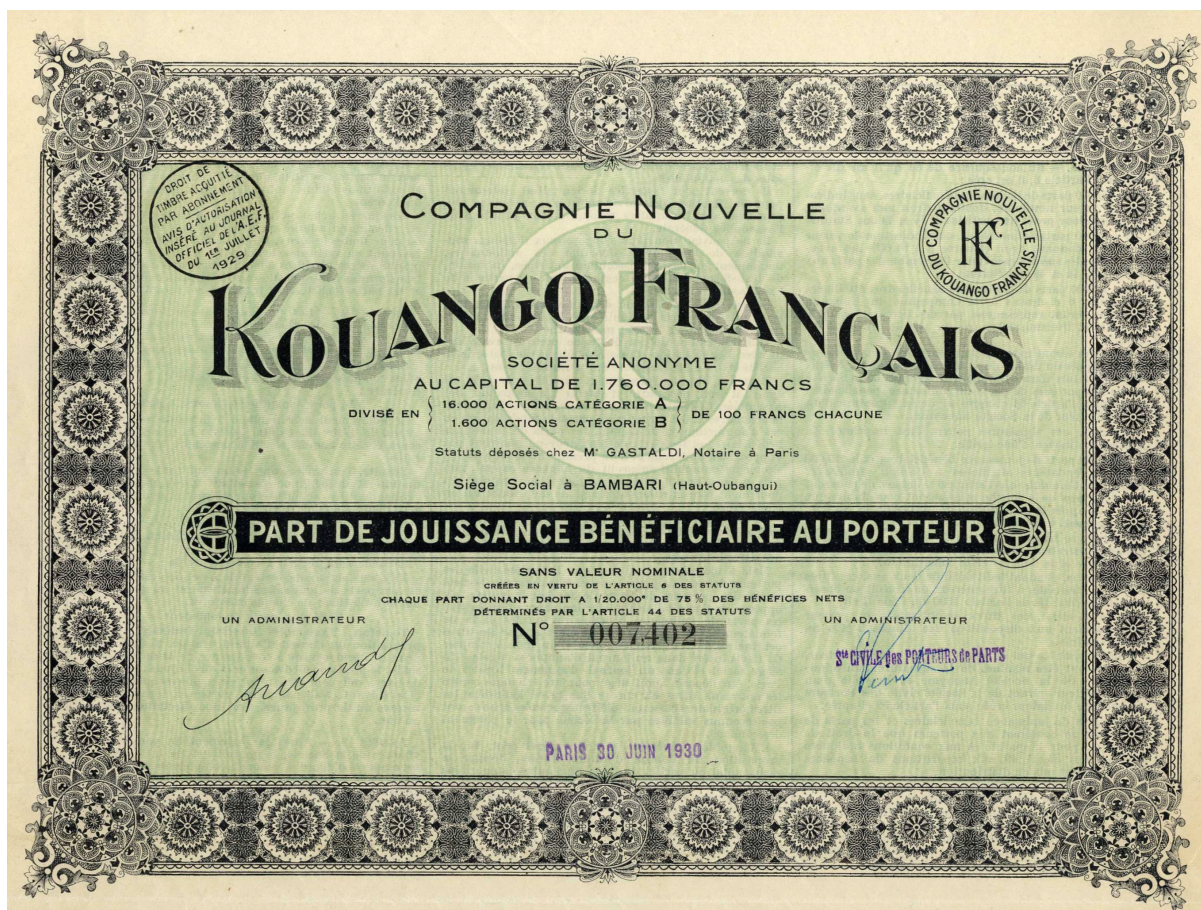 DROIT DE
TIMBRE ACQUITTÉ
PAR ABONNEMENT
AVIS D'AUTORISATION
INSÉRÉ AU JOURNAL
OFFICIEL DE L'A.E.F.
DU 1ER JUILLET
1929
COMPAGNIE NOUVELLE
DU
KOUANGO FRANÇAIS
COMPAGNIE NOUVELLE
KF
DU KOUANGO FRANÇAIS
SOCIÉTÉ ANONYME
AU CAPITAL DE 1.760.000 FRANCS
DIVISÉ EN { 16.000 ACTIONS CATÉGORIE A } DE 100 FRANCS CHACUNE
1.600 ACTIONS CATÉGORIE B
Statuts déposés chez Mᵉ GASTALDI, Notaire à Paris
Siège Social à BAMBARI (Haut-Oubangui)
PART DE JOUISSANCE BÉNÉFICIAIRE AU PORTEUR
SANS VALEUR NOMINALE
CRÉÉES EN VERTU DE L'ARTICLE 6 DES STATUTS
CHAQUE PART DONNANT DROIT A 1/20.000ᵉ DE 75 % DES BÉNÉFICES NETS
DÉTERMINÉS PAR L'ARTICLE 44 DES STATUTS
UN ADMINISTRATEUR
N° 007.402
UN ADMINISTRATEUR
Sté CIVILE des PORTEURS de PARTS
PARIS 30 JUIN 1930